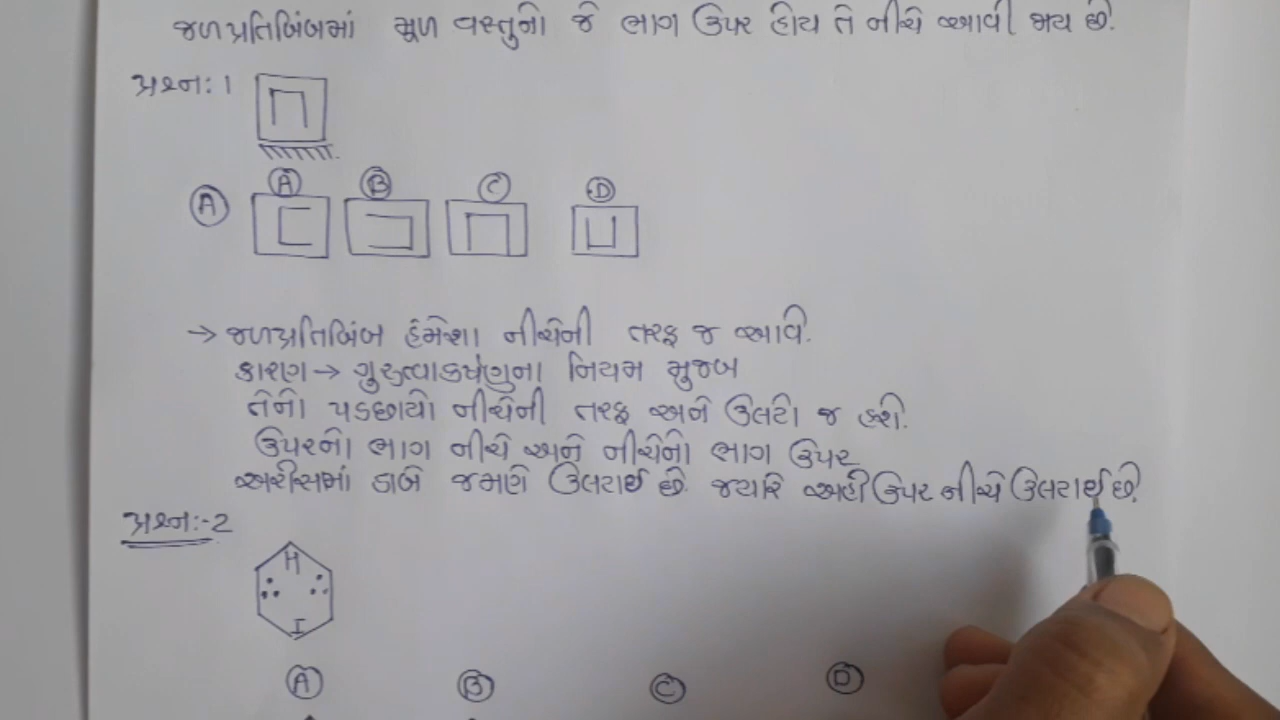 જળપ્રતિબિંબમાં મૂળ વસ્તુનો જે ભાગ ઉપર હોય તે નીચે આવી જાય છે.
પ્રશ્ન: 1
A B C D
A
→ જળપ્રતિબિંબ હંમેશા નીચેની તરફ જ આવે.
કારણ → ગુરુત્વાકર્ષણના નિયમ મુજબ
તેનો પડછાયો નીચેની તરફ અને ઉલટો જ હશે.
ઉપરનો ભાગ નીચે અને નીચેનો ભાગ ઉપર
અરીસામાં ડાબે જમણે ઉલટાઈ છે. જ્યારે અહીં ઉપર નીચે ઉલટાઈ છે.
પ્રશ્ન:-2
H
I
A B C D